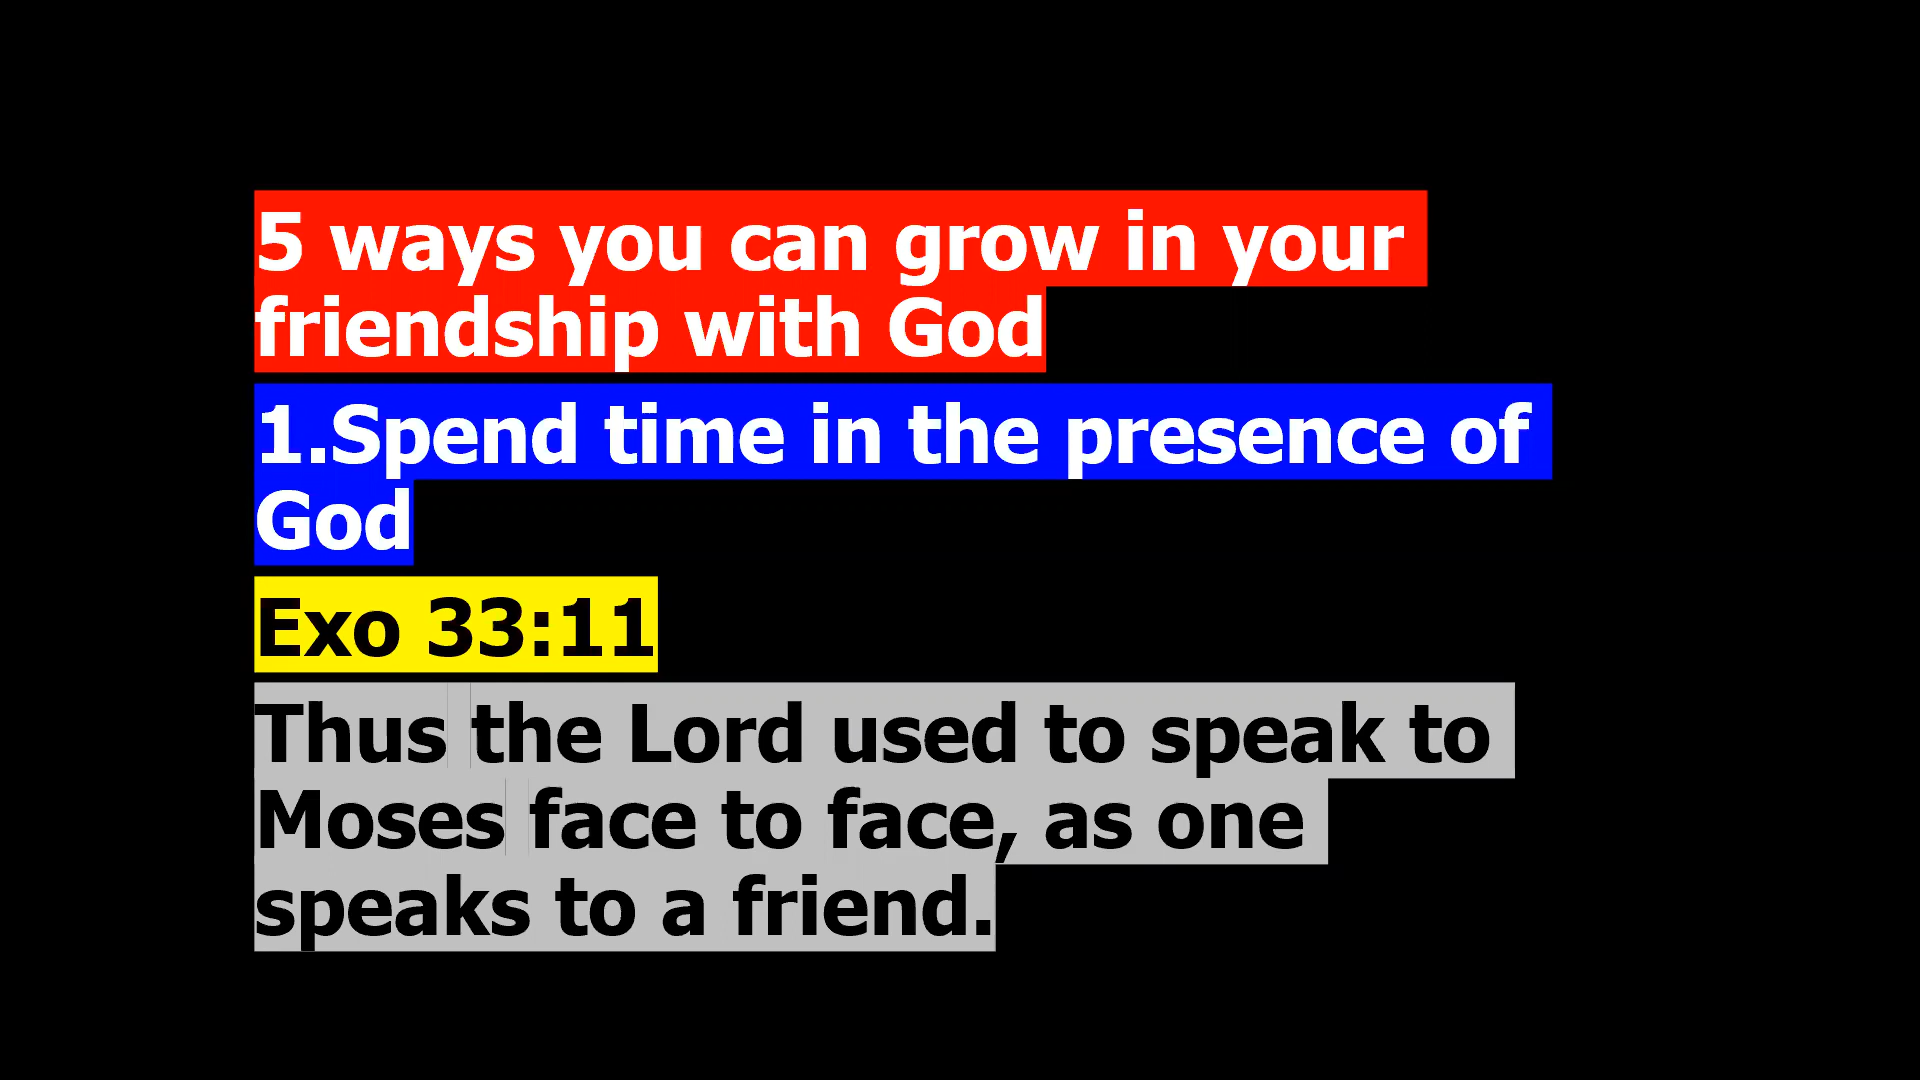 5 ways you can grow in your
friendship with God
1.Spend time in the presence of
God
Exo 33:11
Thus the Lord used to speak to
Moses face to face, as one
speaks to a friend.